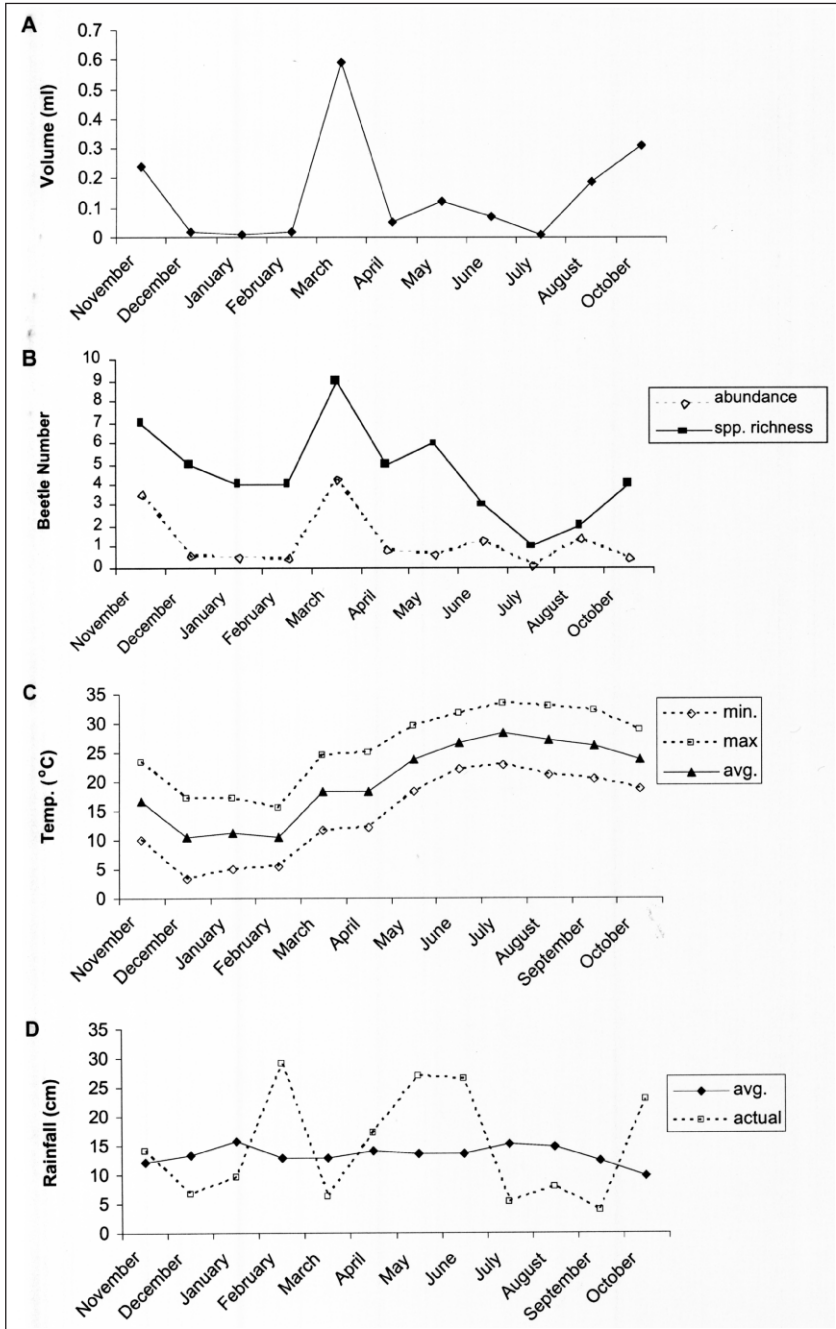 A
Volume (ml)
0.7
0.6
0.5
0.4
0.3
0.2
0.1
0
November
December
January
February
March
April
May
June
July
August
October
B
Beetle Number
10
9
8
7
6
5
4
3
2
1
0
November
December
January
February
March
April
May
June
July
August
October
abundance
spp. richness
C
Temp. (°C)
35
30
25
20
15
10
5
0
November
December
January
February
March
April
May
June
July
August
September
October
min.
max
avg.
D
Rainfall (cm)
35
30
25
20
15
10
5
0
November
December
January
February
March
April
May
June
July
August
September
October
avg.
actual